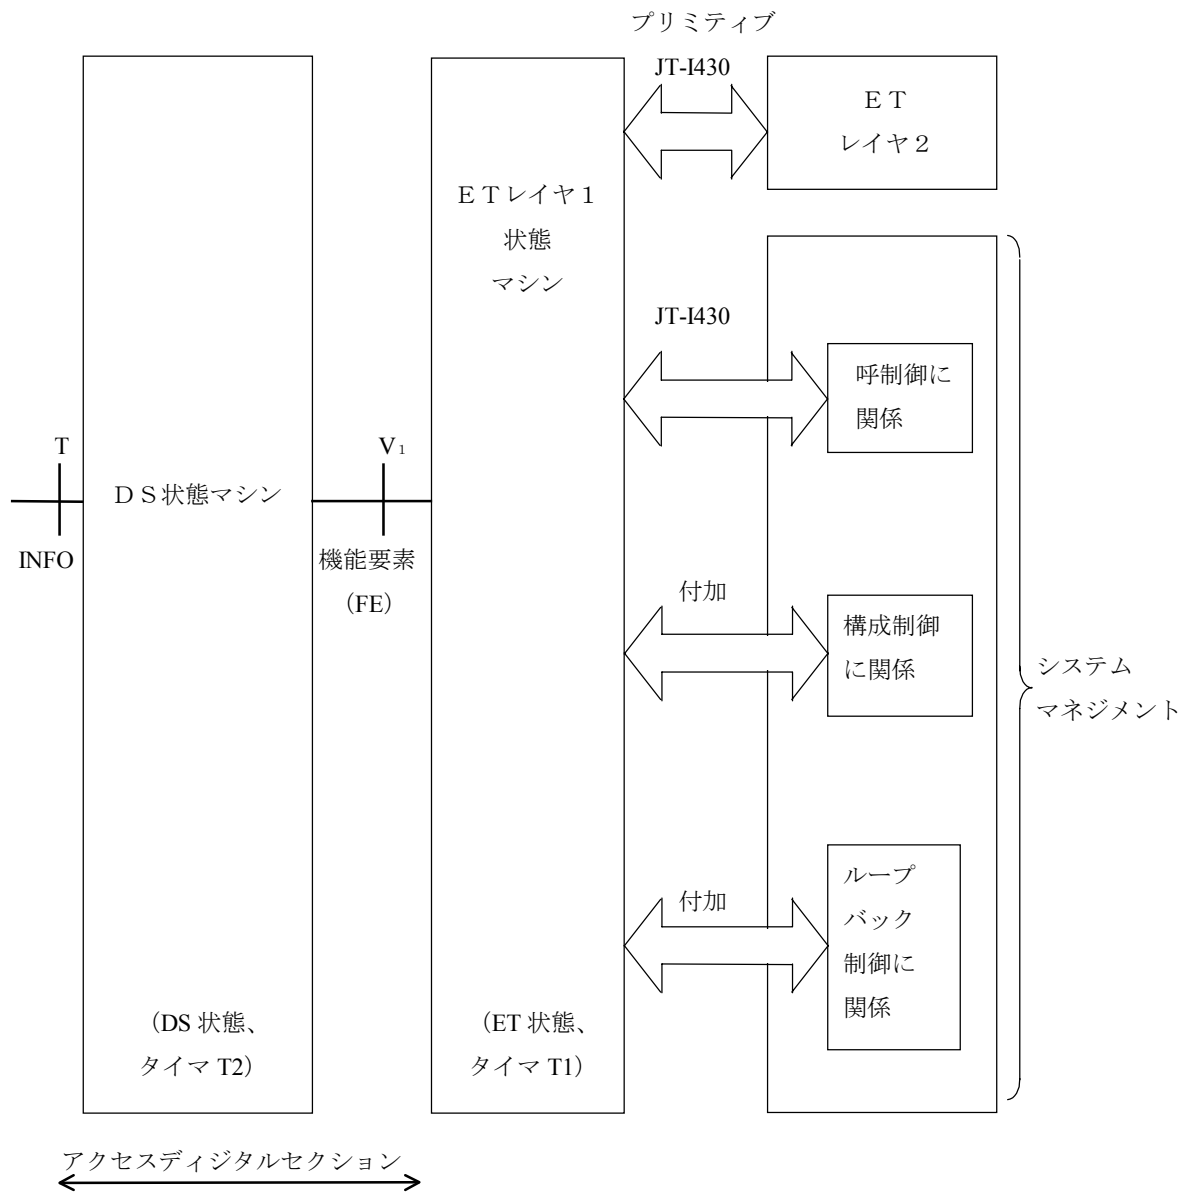 プリミティブ
JT-I430
ＥＴ
レイヤ２
ＥＴレイヤ１
状態
マシン
JT-I430
呼制御に
関係
T
V₁
ＤＳ状態マシン
INFO
機能要素
（FE）
付加
構成制御
に関係
システム
マネジメント
付加
ループ
バック
制御に
関係
（DS 状態、
タイマ T2）
（ET 状態、
タイマ T1）
アクセスディジタルセクション